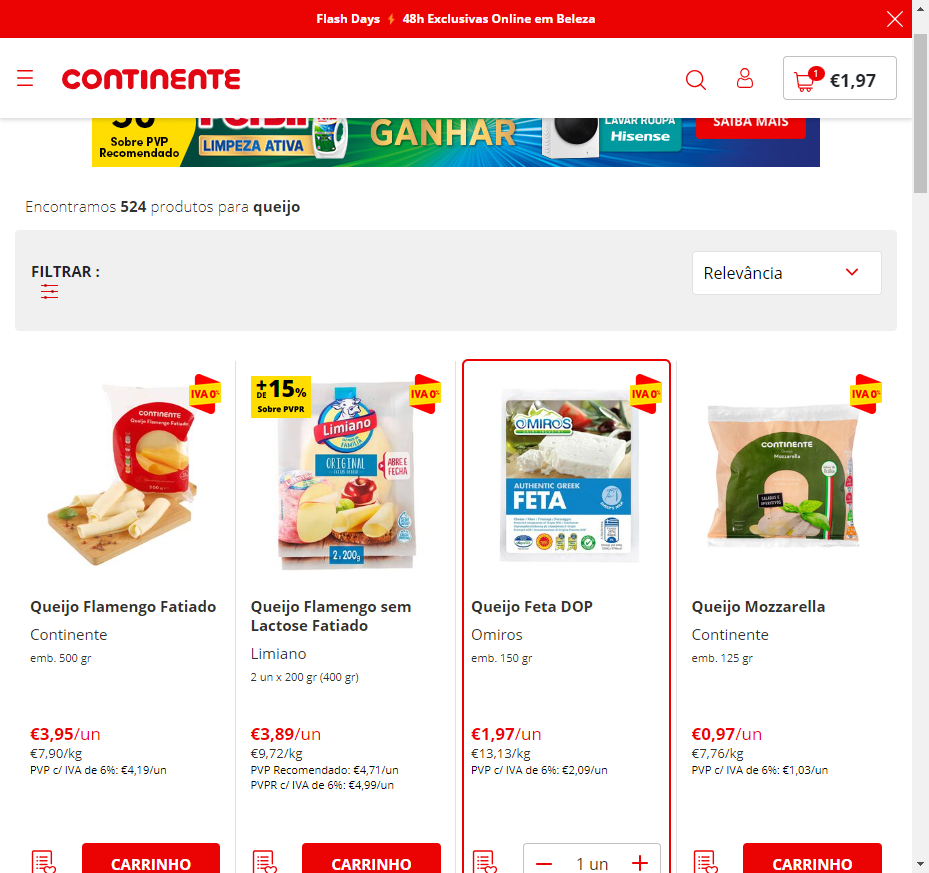 Flash Days ⚡ 48h Exclusivas Online em Beleza
CONTINENTE
1
€1,97
Sobre PVP
Recomendado
LIMPEZA ATIVA
GANHAR
LAVAR ROUPA
Hisense
SAIBA MAIS
Encontramos 524 produtos para queijo
FILTRAR :
Relevância
IVA 0%
CONTINENTE
Queijo Flamengo Fatiado
Queijo Flamengo Fatiado
Continente
emb. 500 gr
€3,95/un
€7,90/kg
PVP c/ IVA de 6%: €4,19/un
CARRINHO
+ DE 15%
Sobre PVPR
IVA 0%
Limiano
ORIGINAL
ABRE E
FECHA
2 x 200g
Queijo Flamengo sem
Lactose Fatiado
Limiano
2 un x 200 gr (400 gr)
€3,89/un
€9,72/kg
PVP Recomendado: €4,71/un
PVPR c/ IVA de 6%: €4,99/un
CARRINHO
IVA 0%
OMIROS
AUTHENTIC GREEK
FETA
Queijo Feta DOP
Omiros
emb. 150 gr
€1,97/un
€13,13/kg
PVP c/ IVA de 6%: €2,09/un
1 un
IVA 0%
CONTINENTE
Mozzarella
Queijo Mozzarella
Continente
emb. 125 gr
€0,97/un
€7,76/kg
PVP c/ IVA de 6%: €1,03/un
CARRINHO